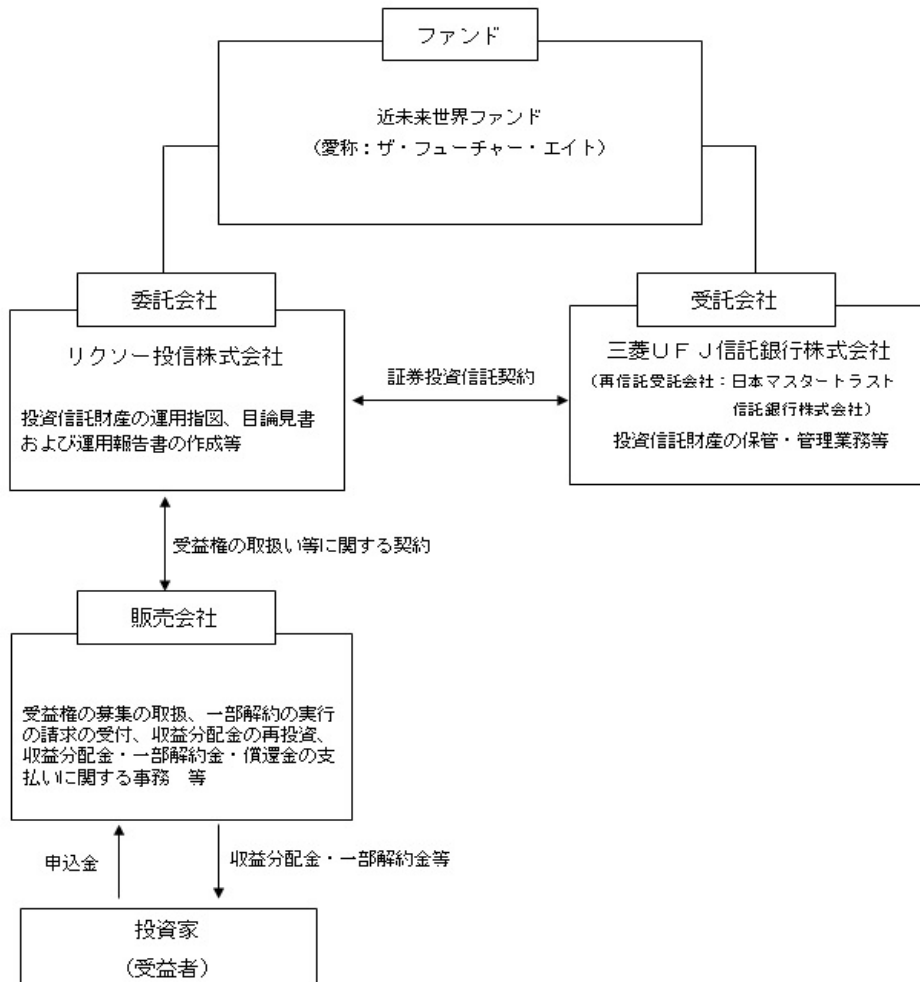 ファンド
近未来世界ファンド
（愛称：ザ・フューチャー・エイト）
委託会社
リクソー投信株式会社
投資信託財産の運用指図、目論見書
および運用報告書の作成等
証券投資信託契約
受託会社
三菱ＵＦＪ信託銀行株式会社
（再信託受託会社：日本マスタートラスト
信託銀行株式会社）
投資信託財産の保管・管理業務等
受益権の取扱い等に関する契約
販売会社
受益権の募集の取扱、一部解約の実行
の請求の受付、収益分配金の再投資、
収益分配金・一部解約金・償還金の支
払いに関する事務　等
申込金
収益分配金・一部解約金等
投資家
（受益者）